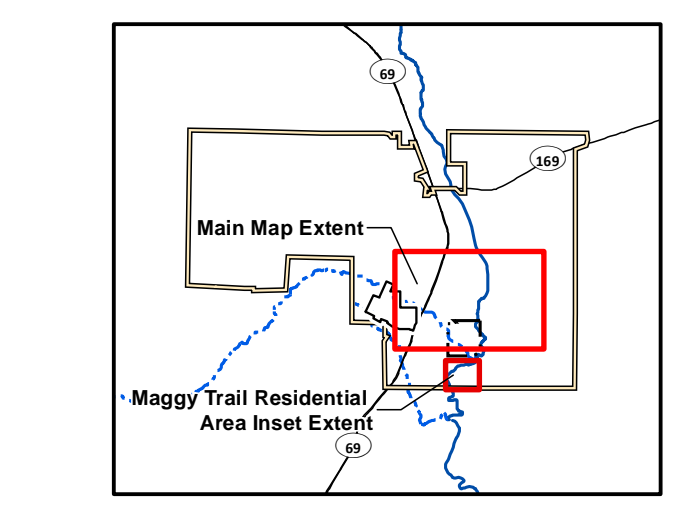 69
169
Main Map Extent
Maggy Trail Residential
Area Inset Extent
69